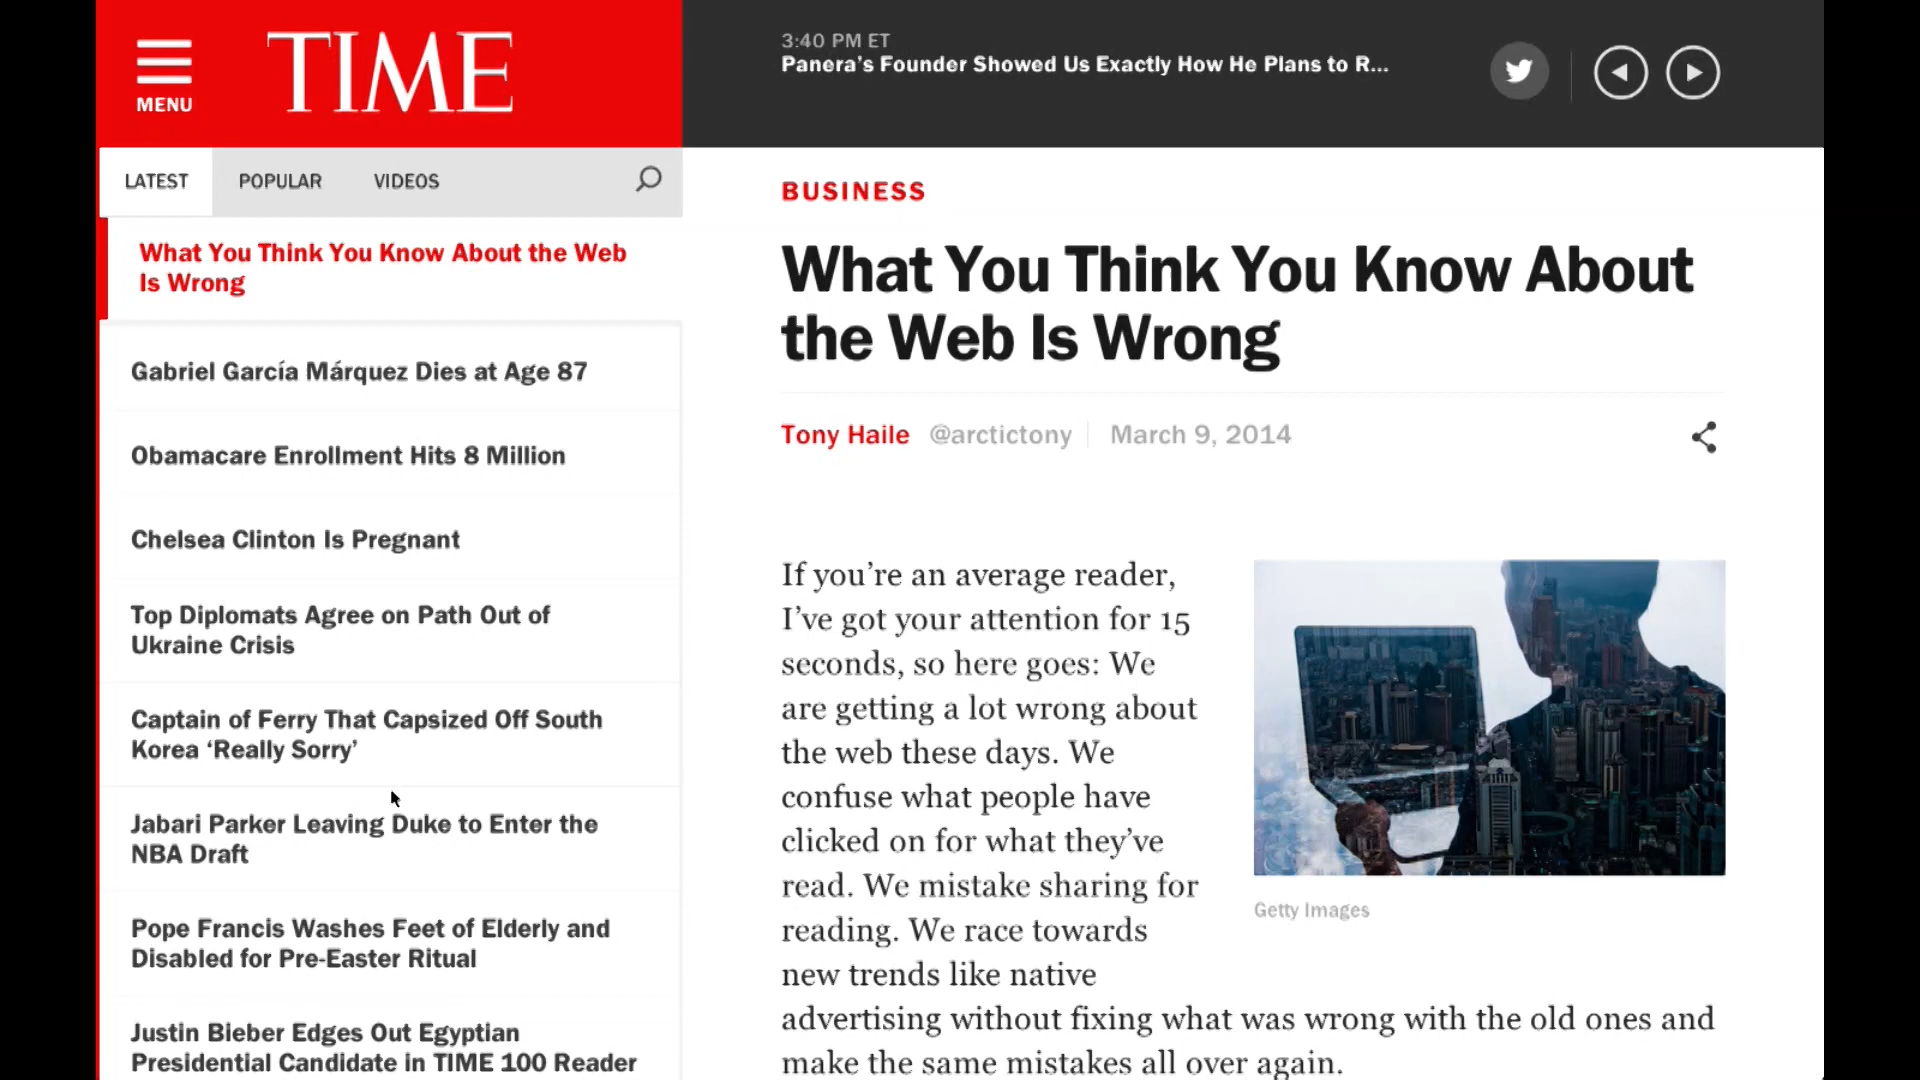 MENU
TIME
3:40 PM ET
Panera’s Founder Showed Us Exactly How He Plans to R...
LATEST
POPULAR
VIDEOS
What You Think You Know About the Web
Is Wrong
Gabriel García Márquez Dies at Age 87
Obamacare Enrollment Hits 8 Million
Chelsea Clinton Is Pregnant
Top Diplomats Agree on Path Out of
Ukraine Crisis
Captain of Ferry That Capsized Off South
Korea ‘Really Sorry’
Jabari Parker Leaving Duke to Enter the
NBA Draft
Pope Francis Washes Feet of Elderly and
Disabled for Pre-Easter Ritual
Justin Bieber Edges Out Egyptian
Presidential Candidate in TIME 100 Reader
BUSINESS
What You Think You Know About
the Web Is Wrong
Tony Haile @arctictony March 9, 2014
If you’re an average reader,
I’ve got your attention for 15
seconds, so here goes: We
are getting a lot wrong about
the web these days. We
confuse what people have
clicked on for what they’ve
read. We mistake sharing for
reading. We race towards
new trends like native
advertising without fixing what was wrong with the old ones and
make the same mistakes all over again.
Getty Images